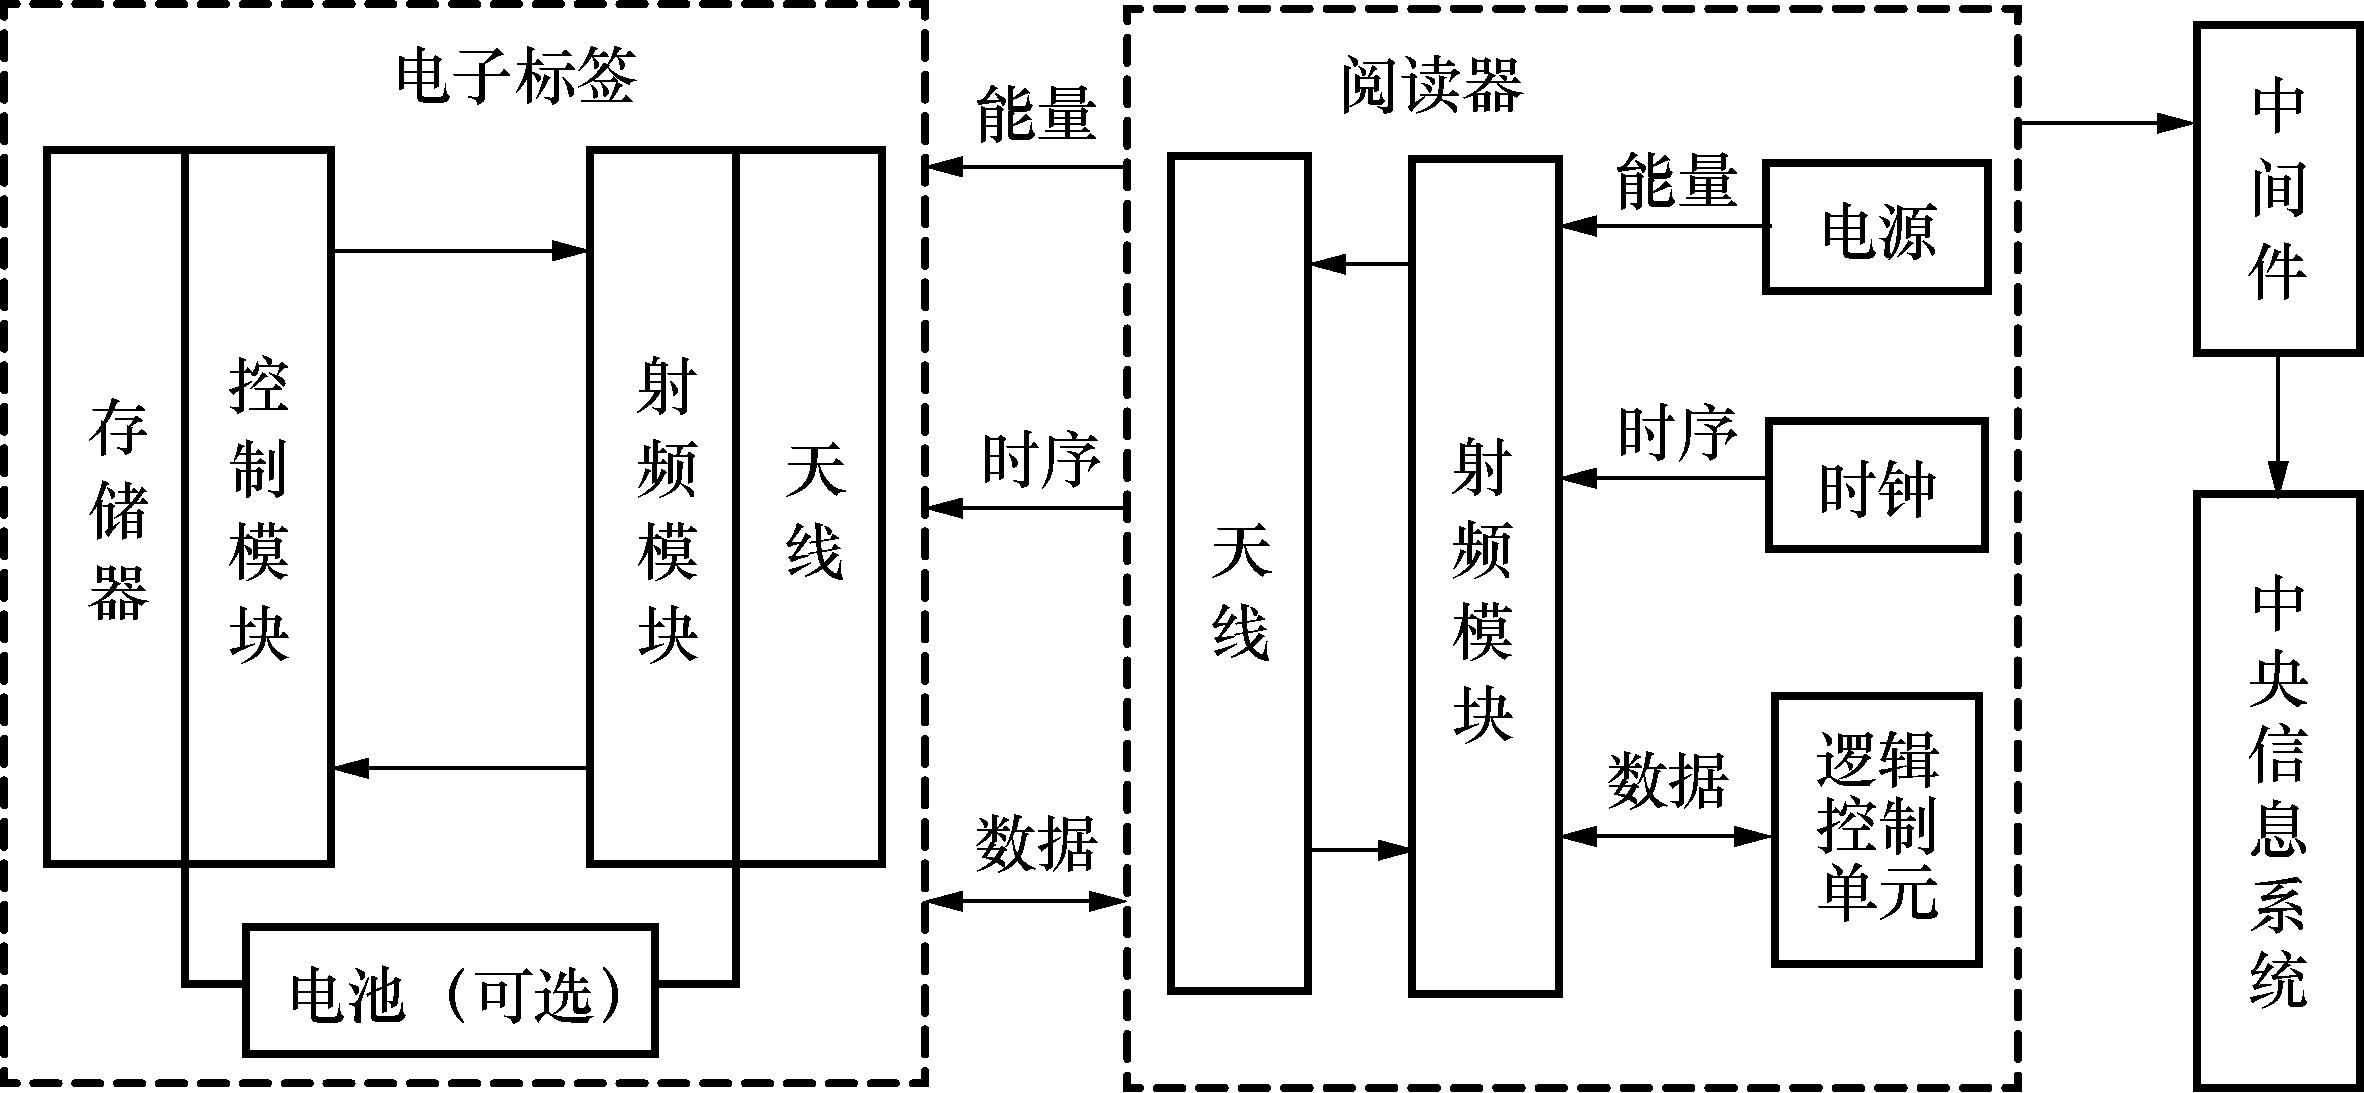 电子标签
存储器
控制模块
射频模块
天线
电池（可选）
能量
时序
数据
阅读器
天线
射频模块
能量
电源
时序
时钟
数据
逻辑
控制
单元
中间件
中央信息系统